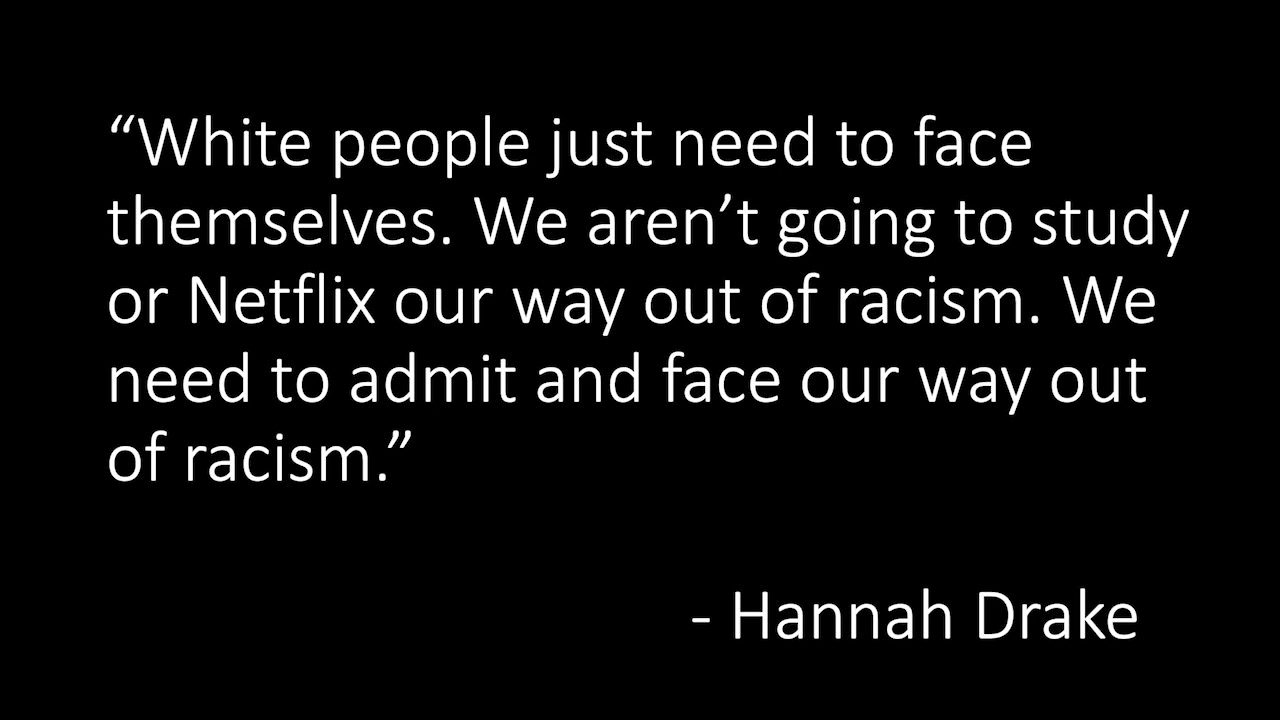 “White people just need to face
themselves. We aren’t going to study
or Netflix our way out of racism. We
need to admit and face our way out
of racism.”
- Hannah Drake